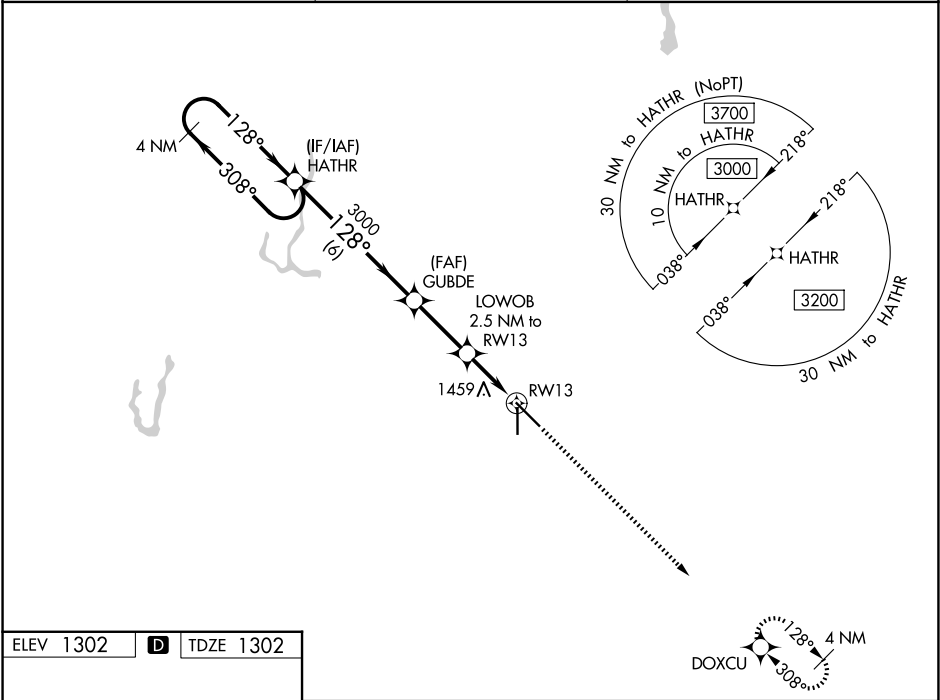 128°
4 NM
308°
(IF/IAF)
HATHR
3000
128°
(6)
(FAF)
GUBDE
LOWOB
2.5 NM to
RW13
1459
RW13
30 NM to HATHR (NoPT)
3700
10 NM to HATHR
3000
218°
HATHR
038°
218°
HATHR
3200
038°
30 NM to HATHR
128°
4 NM
DOXCU
308°
ELEV 1302 D TDZE 1302